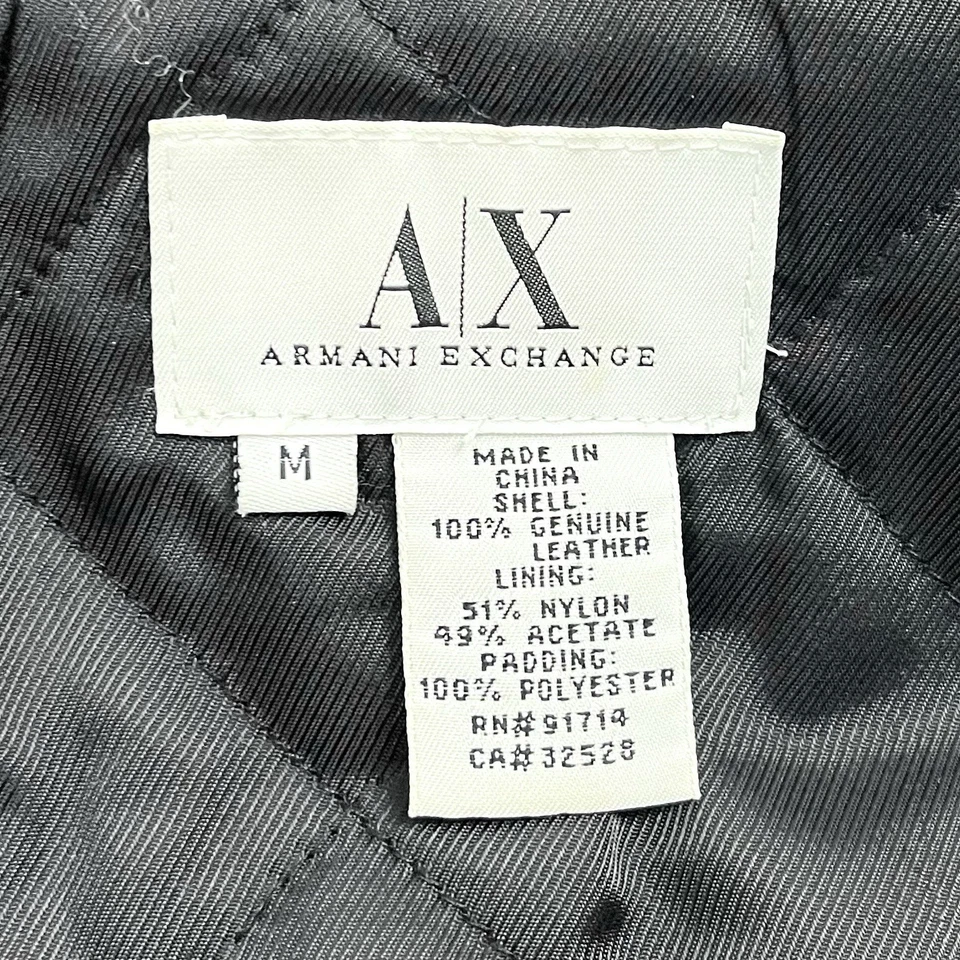 A|X
ARMANI EXCHANGE
M
MADE IN
CHINA
SHELL:
100% GENUINE
LEATHER
LINING:
51% NYLON
49% ACETATE
PADDING:
100% POLYESTER
RN#91714
CA#32528